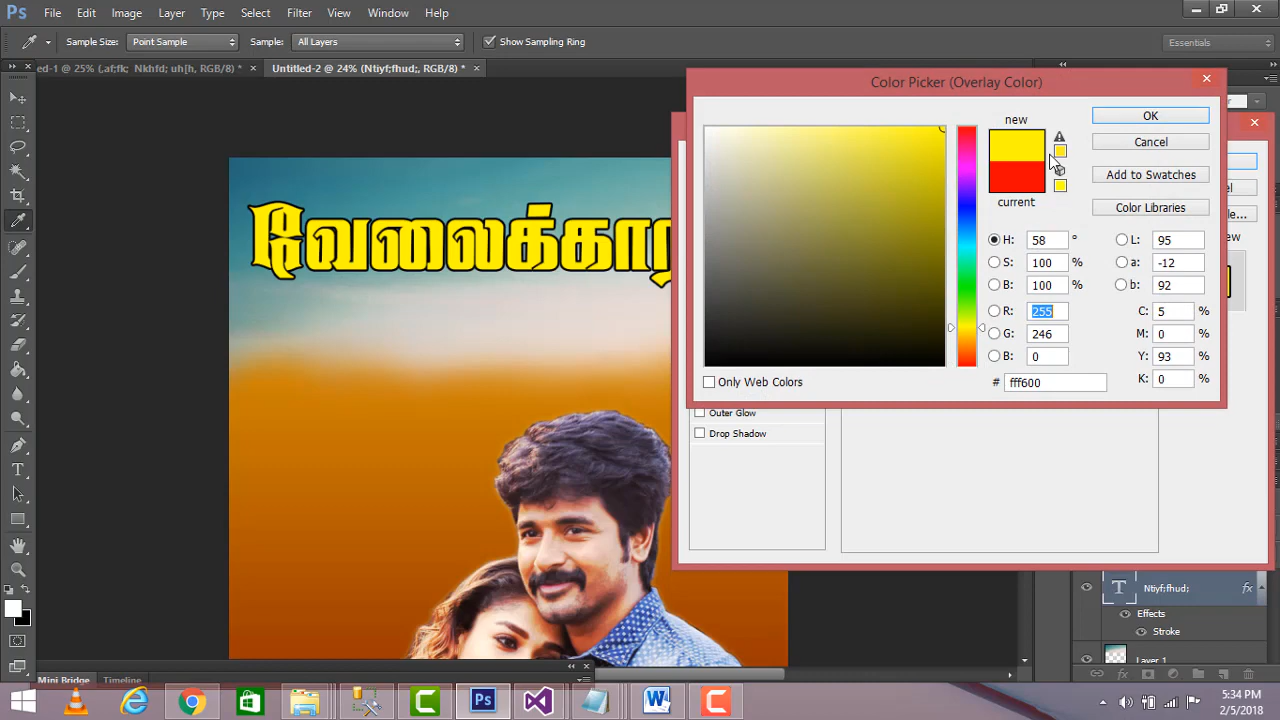 Ps File Edit Image Layer Type Select Filter View Window Help
Sample Size: Point Sample Sample: All Layers Show Sampling Ring Essentials
ed-1 @ 25% (,af;fk; Nkhfd; uh[h, RGB/8) * × Untitled-2 @ 24% (Ntiyf;fhud;, RGB/8) * ×
Color Picker (Overlay Color)
new
OK
Cancel
Add to Swatches
current
Color Libraries
H: 58 ° L: 95
S: 100 % a: -12
B: 100 % b: 92
R: 255 C: 5 %
G: 246 M: 0 %
B: 0 Y: 93 %
# fff600 K: 0 %
Only Web Colors
வேலைக்கார
Outer Glow
Drop Shadow
T Ntiyf;fhud; fx
Effects
Stroke
Layer 1
Mini Bridge Timeline
5:34 PM
2/5/2018